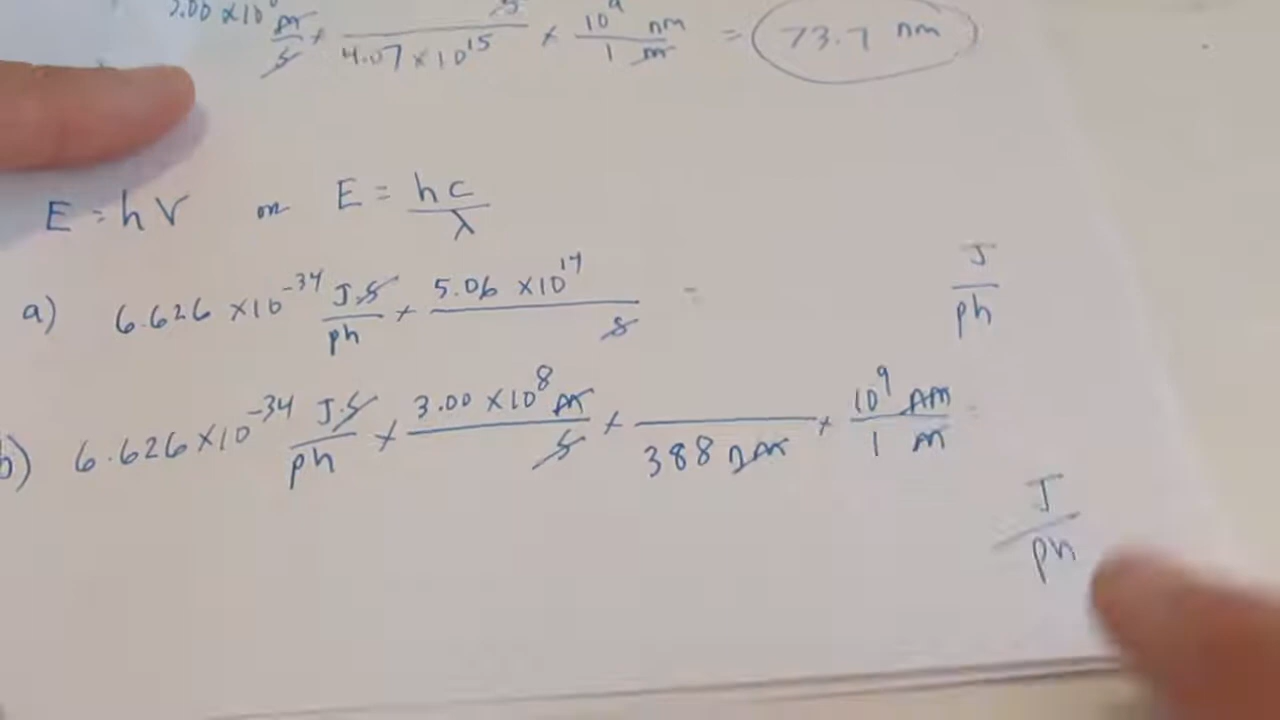 3.00 × 10 m/s × s/4.07 × 10^15 × 10^9 nm/1 m = 73.7 nm
E = hν or E = hc/λ
a) 6.626 × 10^-34 J.s/ph × 5.06 × 10^14/s = J/ph
b) 6.626 × 10^-34 J.s/ph × 3.00 × 10^8 m/s × /388 nm × 10^9 nm/1 m = J/ph